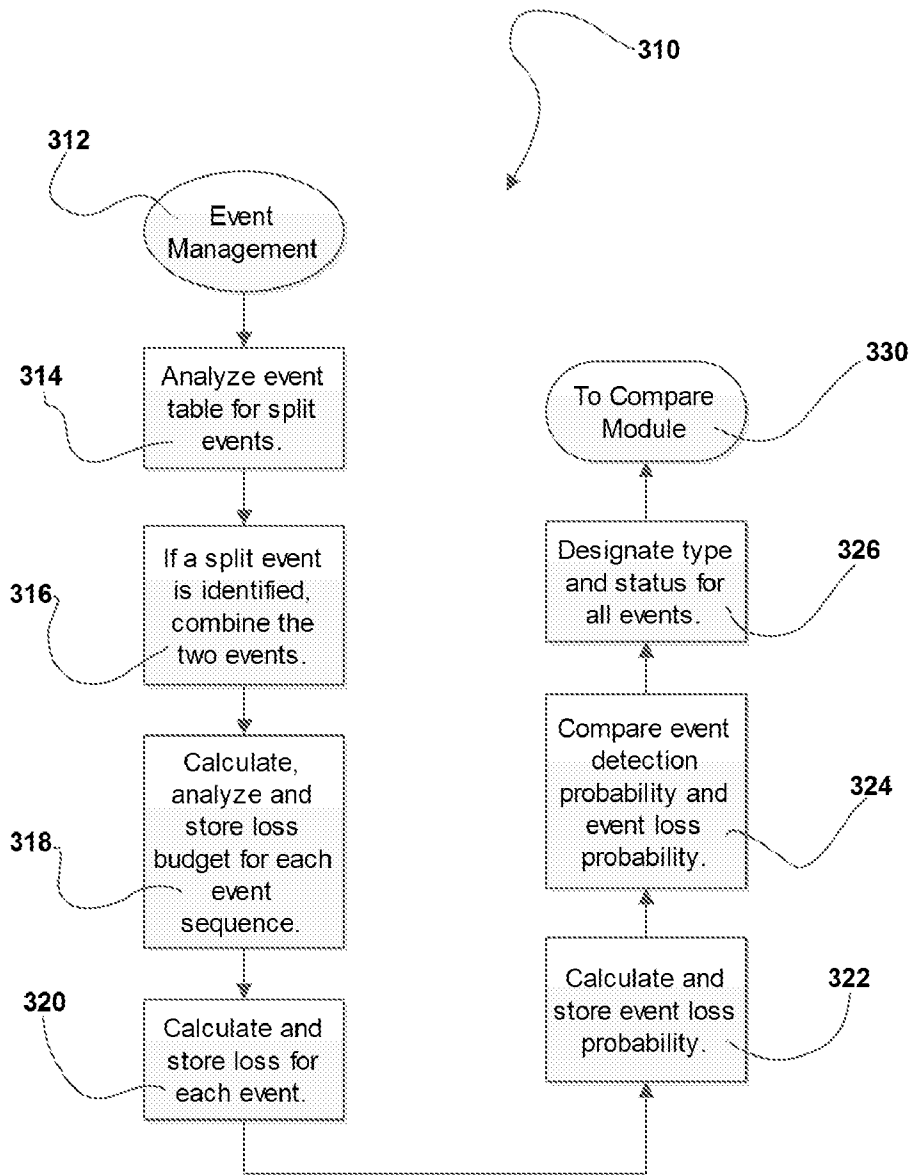 310
312
Event
Management
314
Analyze event
table for split
events.
316
If a split event
is identified,
combine the
two events.
318
Calculate,
analyze and
store loss
budget for each
event
sequence.
320
Calculate and
store loss for
each event.
330
To Compare
Module
326
Designate type
and status for
all events.
324
Compare event
detection
probability and
event loss
probability.
322
Calculate and
store event loss
probability.